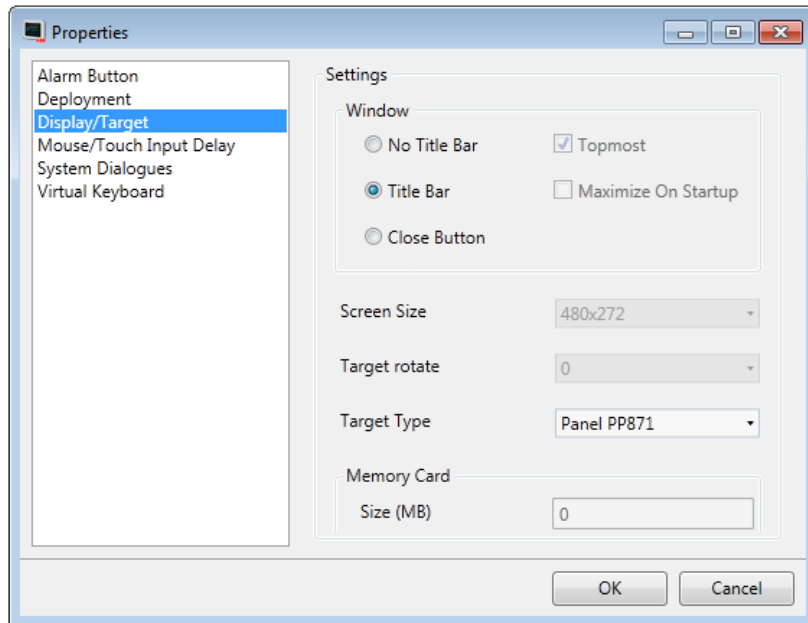 Properties
Alarm Button
Deployment
Display/Target
Mouse/Touch Input Delay
System Dialogues
Virtual Keyboard
Settings
Window
No Title Bar
Topmost
Title Bar
Maximize On Startup
Close Button
Screen Size
480x272
Target rotate
0
Target Type
Panel PP871
Memory Card
Size (MB)
0
OK
Cancel